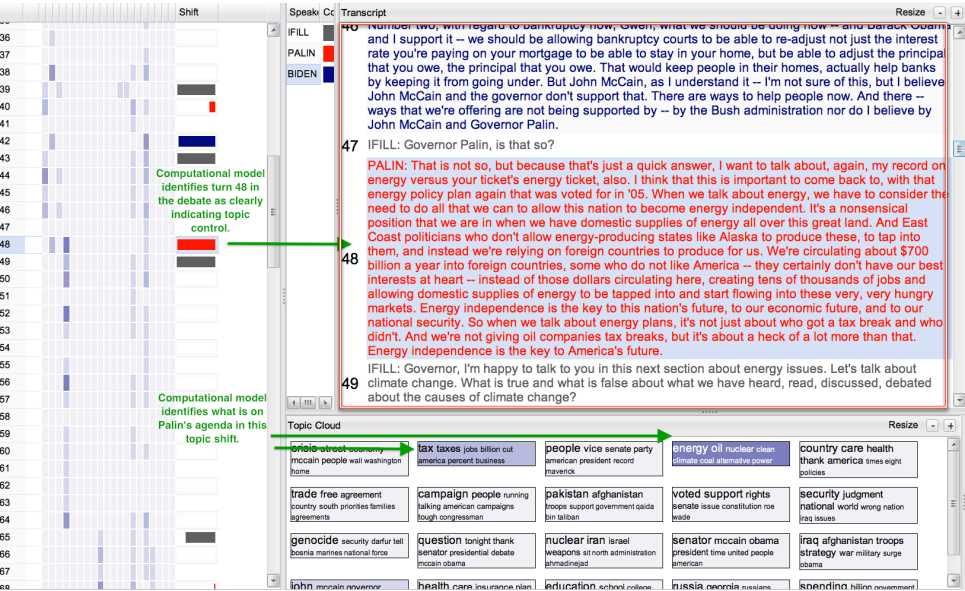 Shift
Speake Co
Transcript
Resize - +
36
37
38
39
40
41
42
43
44
45
46
47
48
49
50
51
52
53
54
55
56
57
58
59
60
61
62
63
64
65
66
67
68
IFILL
PALIN
BIDEN
Computational model
identifies turn 48 in
the debate as clearly
indicating topic
control.
Computational model
identifies what is on
Palin's agenda in this
topic shift.
46 Number two, with regard to bankruptcy now, Gwen, what we should be doing now -- and Barack Obama
and I support it -- we should be allowing bankruptcy courts to be able to re-adjust not just the interest
rate you're paying on your mortgage to be able to stay in your home, but be able to adjust the principal
that you owe, the principal that you owe. That would keep people in their homes, actually help banks
by keeping it from going under. But John McCain, as I understand it -- I'm not sure of this, but I believe
John McCain and the governor don't support that. There are ways to help people now. And there --
ways that we're offering are not being supported by -- by the Bush administration nor do I believe by
John McCain and Governor Palin.
47 IFILL: Governor Palin, is that so?
PALIN: That is not so, but because that's just a quick answer, I want to talk about, again, my record on
energy versus your ticket's energy ticket, also. I think that this is important to come back to, with that
energy policy plan again that was voted for in '05. When we talk about energy, we have to consider the
need to do all that we can to allow this nation to become energy independent. It's a nonsensical
position that we are in when we have domestic supplies of energy all over this great land. And East
Coast politicians who don't allow energy-producing states like Alaska to produce these, to tap into
them, and instead we're relying on foreign countries to produce for us. We're circulating about $700
48 billion a year into foreign countries, some who do not like America -- they certainly don't have our best
interests at heart -- instead of those dollars circulating here, creating tens of thousands of jobs and
allowing domestic supplies of energy to be tapped into and start flowing into these very, very hungry
markets. Energy independence is the key to this nation's future, to our economic future, and to our
national security. So when we talk about energy plans, it's not just about who got a tax break and who
didn't. And we're not giving oil companies tax breaks, but it's about a heck of a lot more than that.
Energy independence is the key to America's future.
IFILL: Governor, I'm happy to talk to you in this next section about energy issues. Let's talk about
49 climate change. What is true and what is false about what we have heard, read, discussed, debated
about the causes of climate change?
Topic Cloud
Resize - +
crisis street economy
mccain people wall washington
home
tax taxes jobs billion cut
america percent business
people vice senate party
american president record
maverick
energy oil nuclear clean
climate coal alternative power
country care health
thank america times eight
policies
trade free agreement
country south priorities families
agreements
campaign people running
talking american campaigns
tough congressman
pakistan afghanistan
troops support government qaida
bin taliban
voted support rights
senate issue constitution roe
wade
security judgment
national world wrong nation
iraq issues
genocide security darfur tell
bosnia marines national force
question tonight thank
senator presidential debate
mccain obama
nuclear iran israel
weapons sit north administration
ahmadinejad
senator mccain obama
president time united people
american
iraq afghanistan troops
strategy war military surge
obama
john mccain governor
health care insurance plan
education school college
russia georgia russians
spending billion government